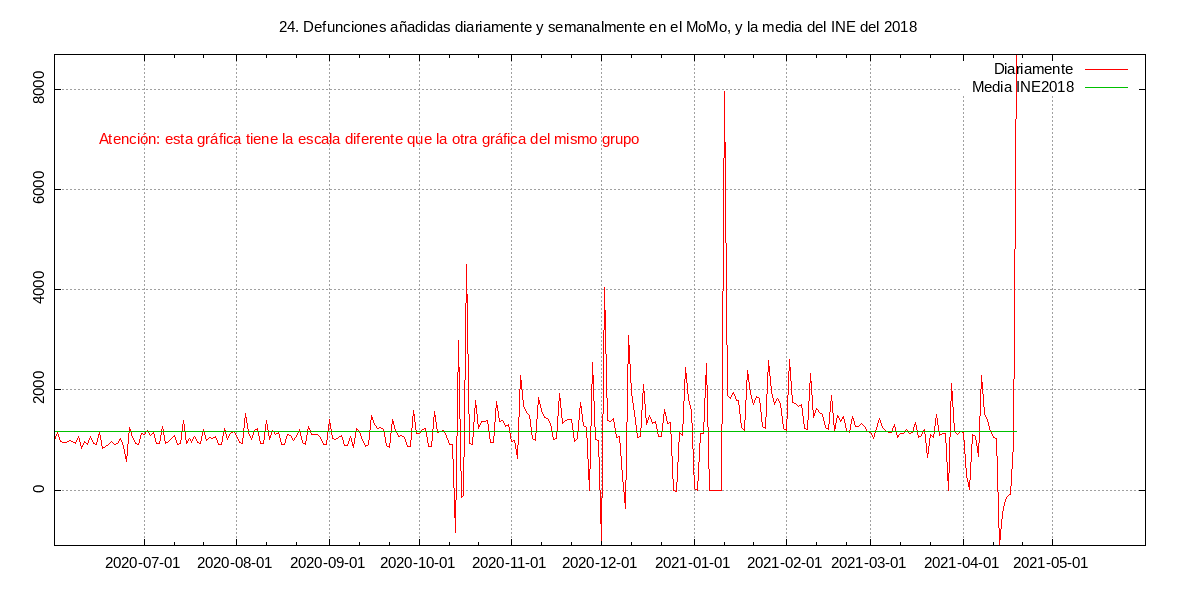 24. Defunciones añadidas diariamente y semanalmente en el MoMo, y la media del INE del 2018
Diariamente
Media INE2018
Atención: esta gráfica tiene la escala diferente que la otra gráfica del mismo grupo
8000
6000
4000
2000
0
2020-07-01 2020-08-01 2020-09-01 2020-10-01 2020-11-01 2020-12-01 2021-01-01 2021-02-01 2021-03-01 2021-04-01 2021-05-01